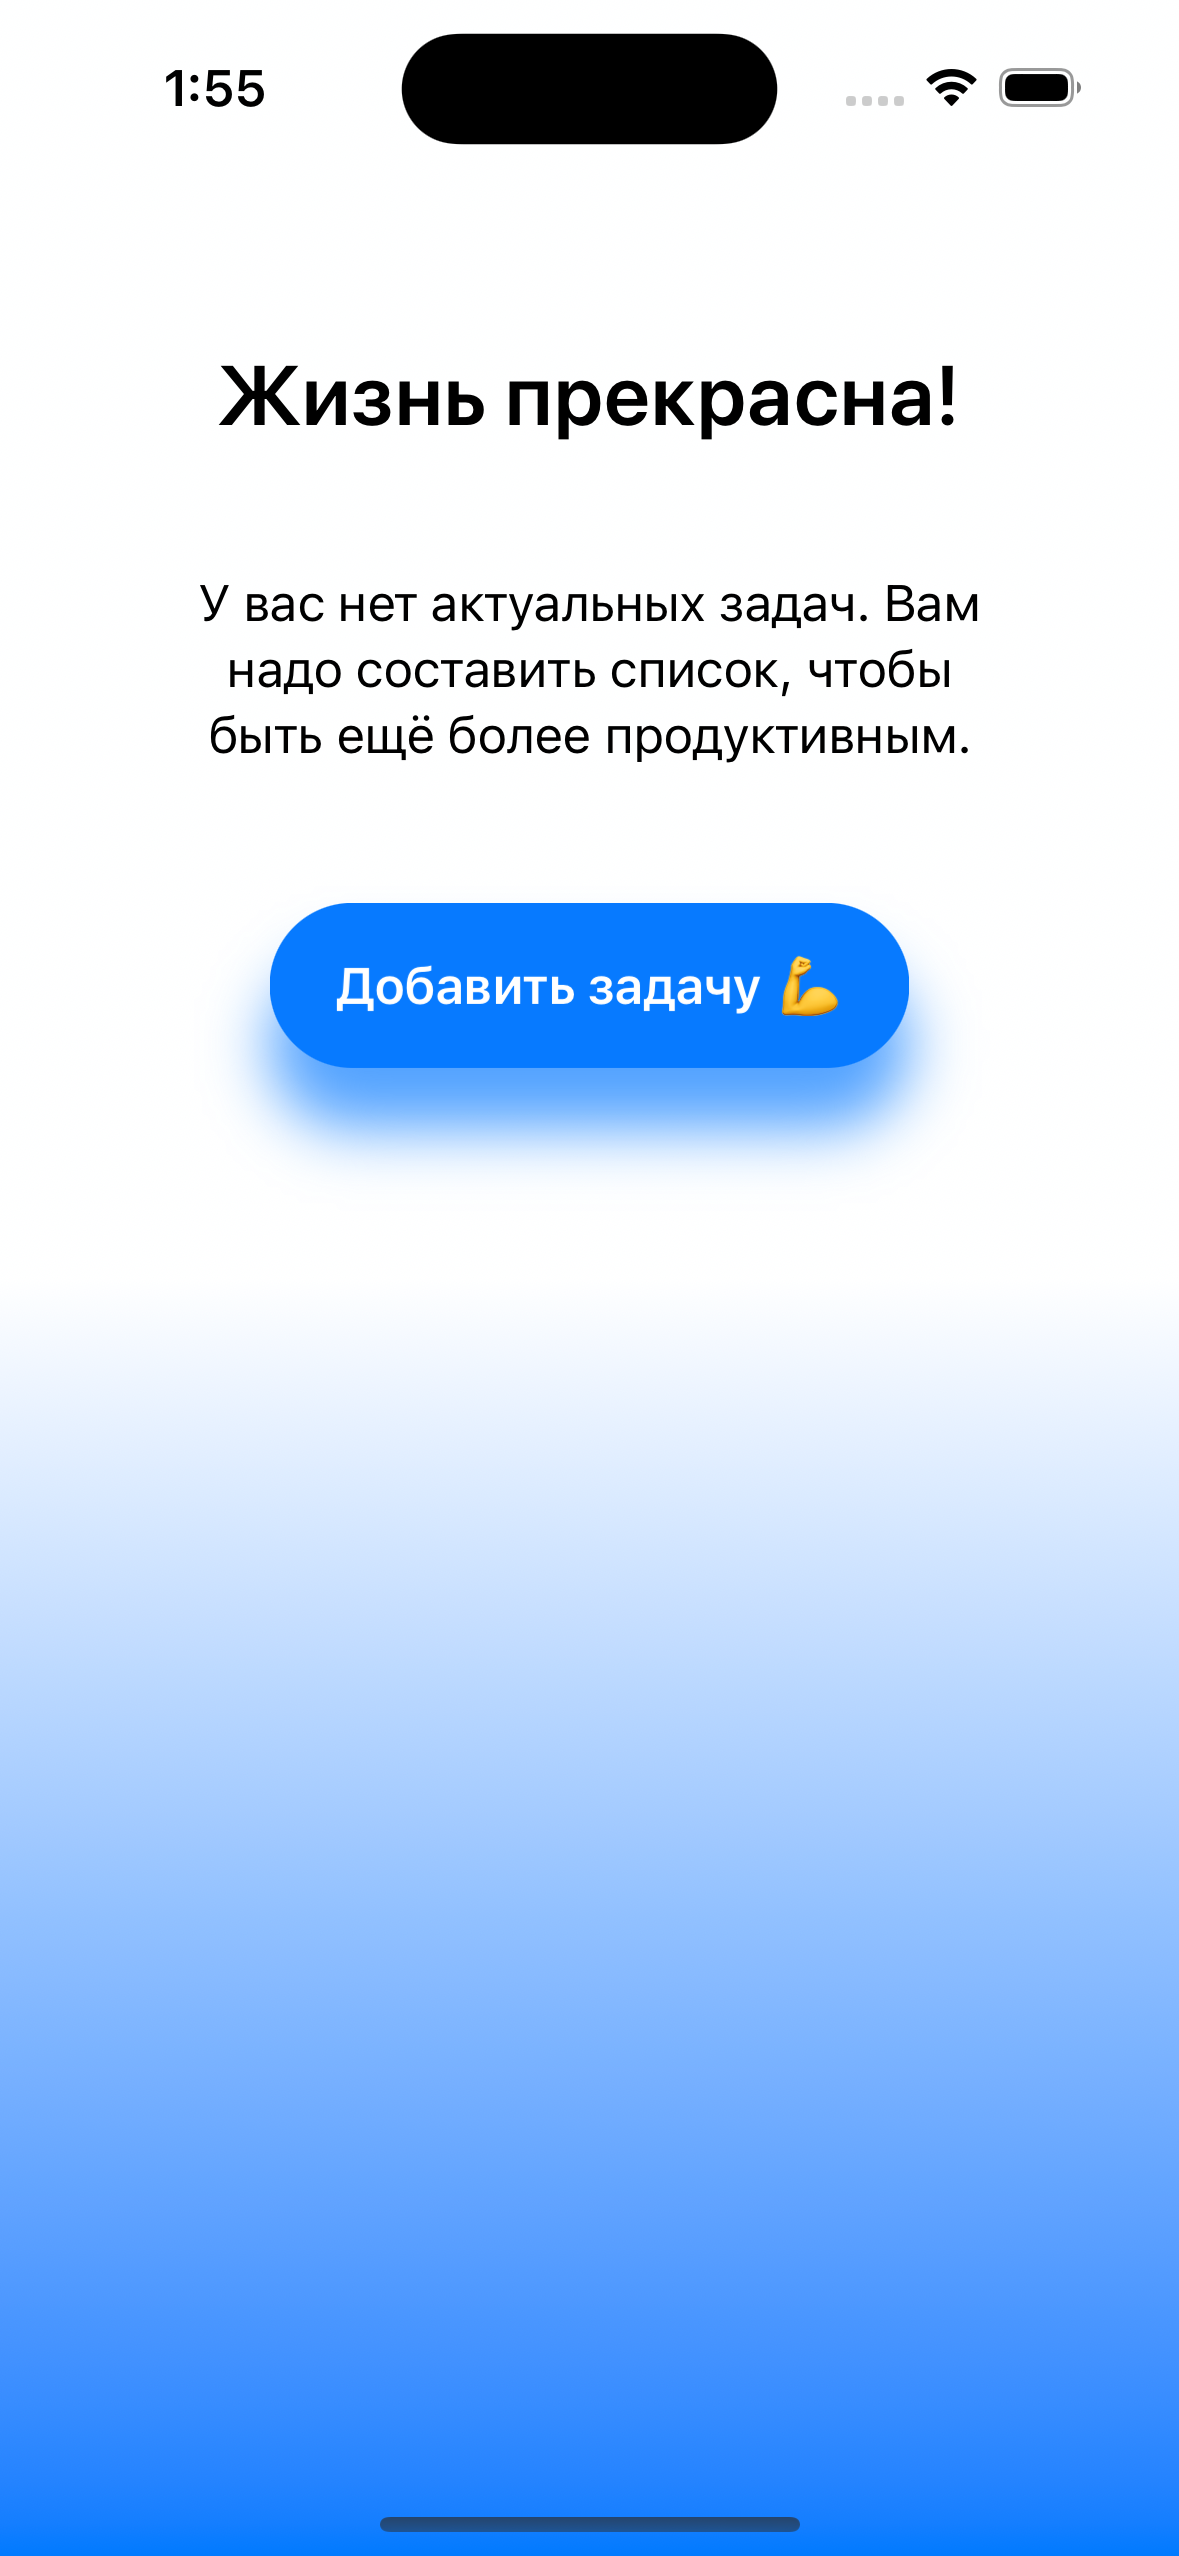 1:55
Жизнь прекрасна!
У вас нет актуальных задач. Вам
надо составить список, чтобы
быть ещё более продуктивным.
Добавить задачу 💪